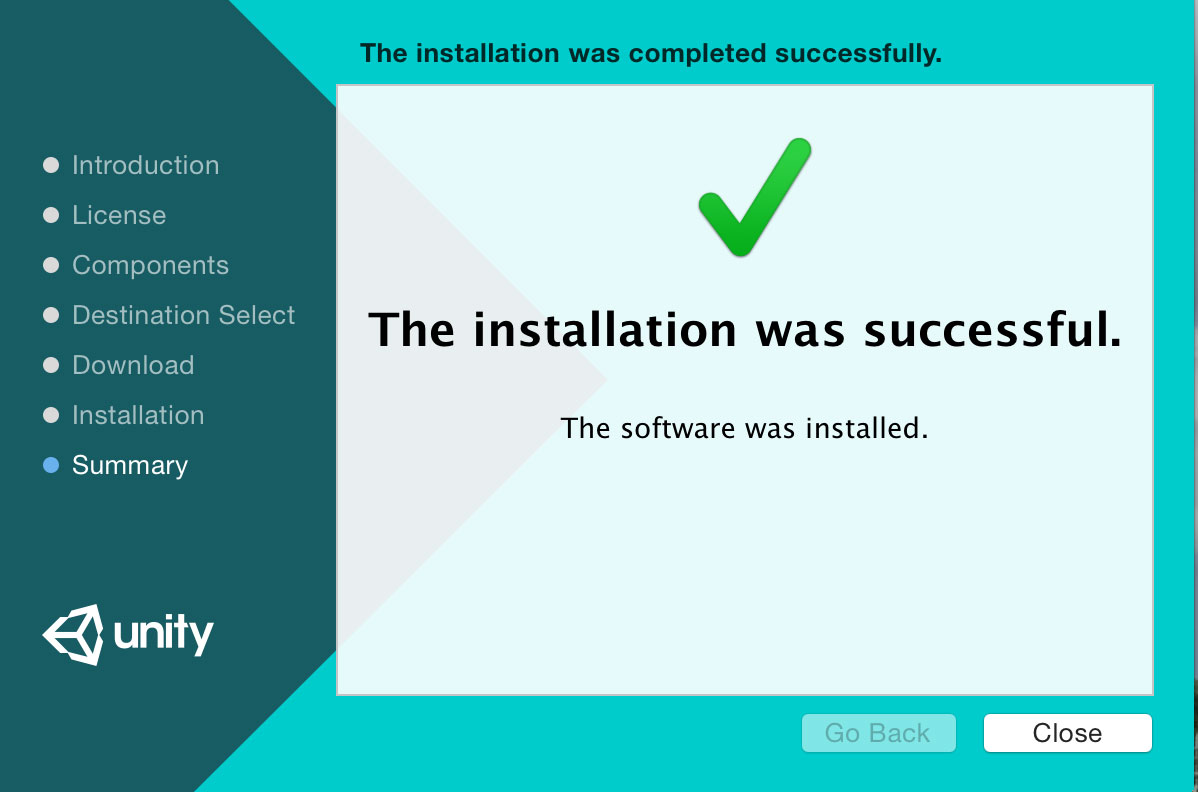 The installation was completed successfully.
Introduction
License
Components
Destination Select
Download
Installation
Summary
unity
The installation was successful.
The software was installed.
Go Back
Close